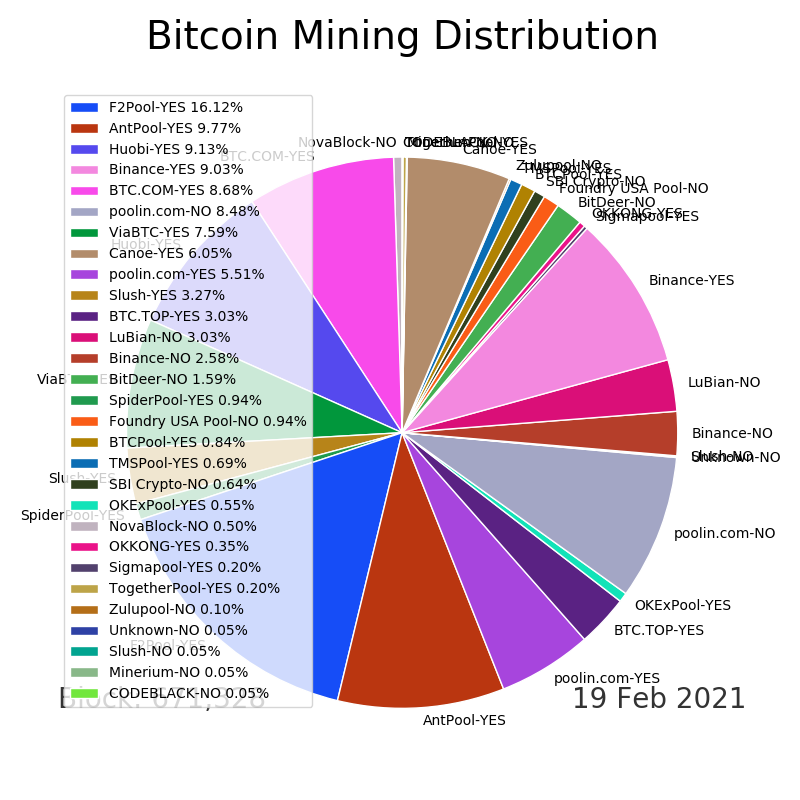 Bitcoin Mining Distribution
F2Pool-YES 16.12%
AntPool-YES 9.77%
Huobi-YES 9.13%
Binance-YES 9.03%
BTC.COM-YES 8.68%
poolin.com-NO 8.48%
ViaBTC-YES 7.59%
Canoe-YES 6.05%
poolin.com-YES 5.51%
Slush-YES 3.27%
BTC.TOP-YES 3.03%
LuBian-NO 3.03%
Binance-NO 2.58%
BitDeer-NO 1.59%
SpiderPool-YES 0.94%
Foundry USA Pool-NO 0.94%
BTCPool-YES 0.84%
TMSPool-YES 0.69%
SBI Crypto-NO 0.64%
OKExPool-YES 0.55%
NovaBlock-NO 0.50%
OKKONG-YES 0.35%
Sigmapool-YES 0.20%
TogetherPool-YES 0.20%
Zulupool-NO 0.10%
Unknown-NO 0.05%
Slush-NO 0.05%
Minerium-NO 0.05%
CODEBLACK-NO 0.05%
NovaBlock-NO
BTC.COM-YES
Huobi-YES
Slush-YES
SpiderPool-YES
F2Pool-YES
AntPool-YES
poolin.com-YES
BTC.TOP-YES
OKExPool-YES
poolin.com-NO
Unknown-NO
Slush-NO
Binance-NO
LuBian-NO
Binance-YES
Sigmapool-YES
OKKONG-YES
BitDeer-NO
Foundry USA Pool-NO
SBI Crypto-NO
BTCPool-YES
TMSPool-YES
Zulupool-NO
Canoe-YES
Block: 671,328
19 Feb 2021